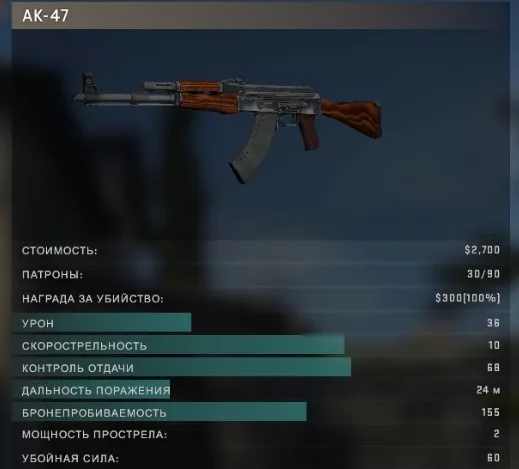 АК-47
СТОИМОСТЬ: $2,700
ПАТРОНЫ: 30/90
НАГРАДА ЗА УБИЙСТВО: $300[100%]
УРОН 36
СКОРОСТРЕЛЬНОСТЬ 10
КОНТРОЛЬ ОТДАЧИ 68
ДАЛЬНОСТЬ ПОРАЖЕНИЯ 24 м
БРОНЕПРОБИВАЕМОСТЬ 155
МОЩНОСТЬ ПРОСТРЕЛА: 2
УБОЙНАЯ СИЛА: 60